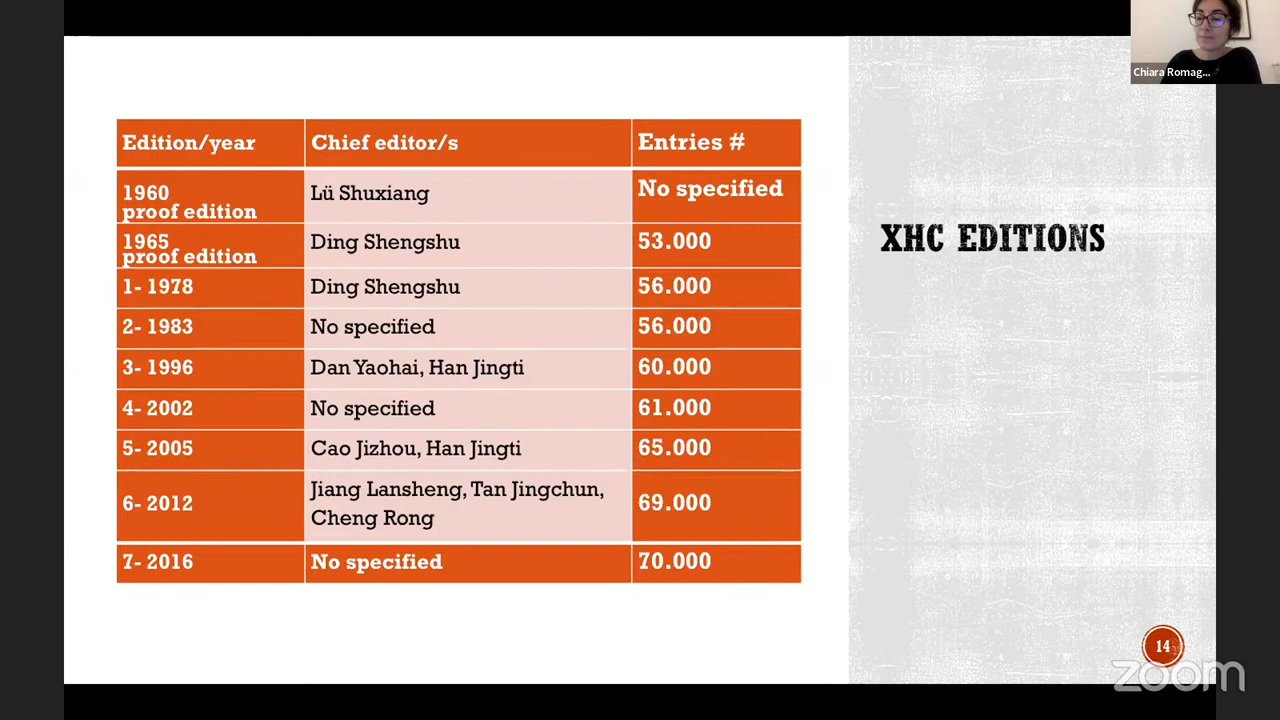 Chiara Romag...
Edition/year Chief editor/s Entries #
1960 Lü Shuxiang No specified
proof edition
1965 Ding Shengshu 53.000
proof edition
1- 1978 Ding Shengshu 56.000
2- 1983 No specified 56.000
3- 1996 Dan Yaohai, Han Jingti 60.000
4- 2002 No specified 61.000
5- 2005 Cao Jizhou, Han Jingti 65.000
6- 2012 Jiang Lansheng, Tan Jingchun, 69.000
Cheng Rong
7- 2016 No specified 70.000
XHC EDITIONS
14
zoom